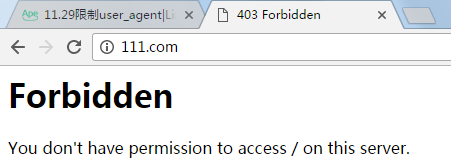 Ape 11.29限制user_agent|Li
403 Forbidden
111.com
Forbidden
You don't have permission to access / on this server.